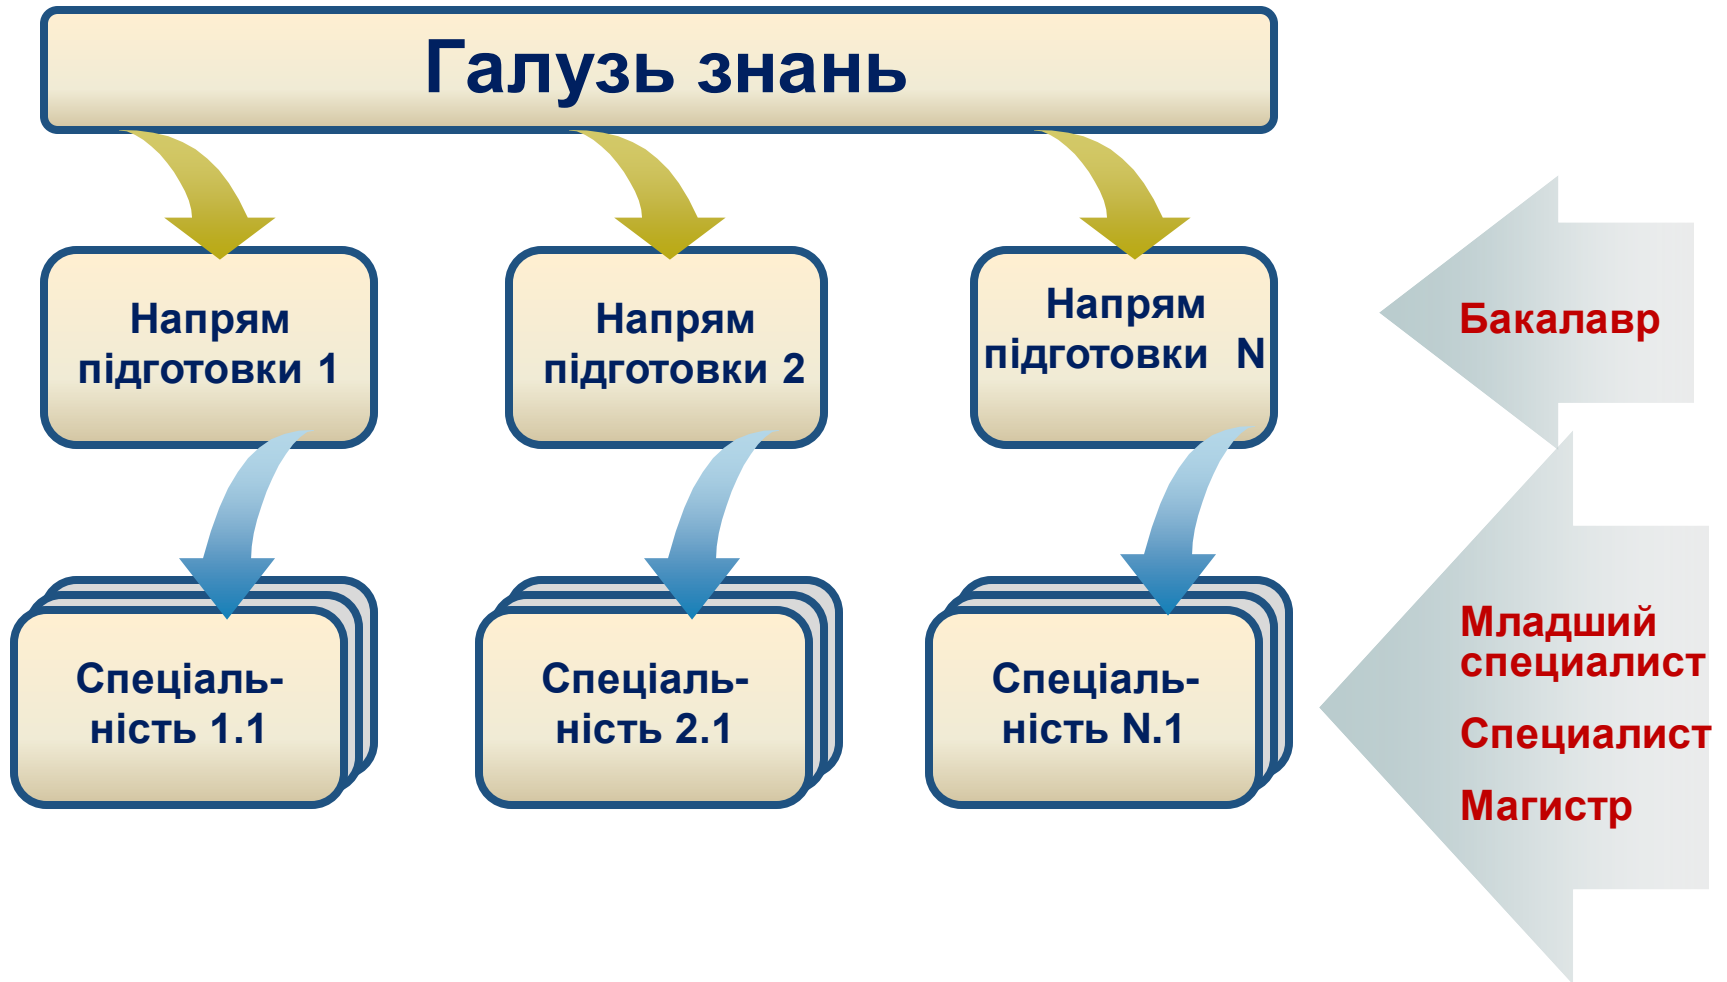 Галузь знань
Напрям
підготовки 1
Напрям
підготовки 2
Напрям
підготовки N
Бакалавр
Спеціаль-
ність 1.1
Спеціаль-
ність 2.1
Спеціаль-
ність N.1
Младший
специалист
Специалист
Магистр